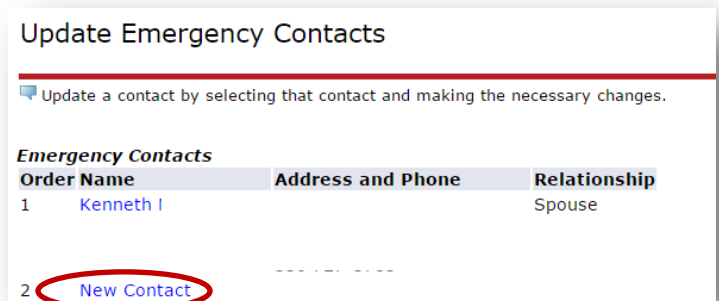 Update Emergency Contacts
Update a contact by selecting that contact and making the necessary changes.
Emergency Contacts
Order Name Address and Phone Relationship
1 Kenneth Spouse
2 New Contact